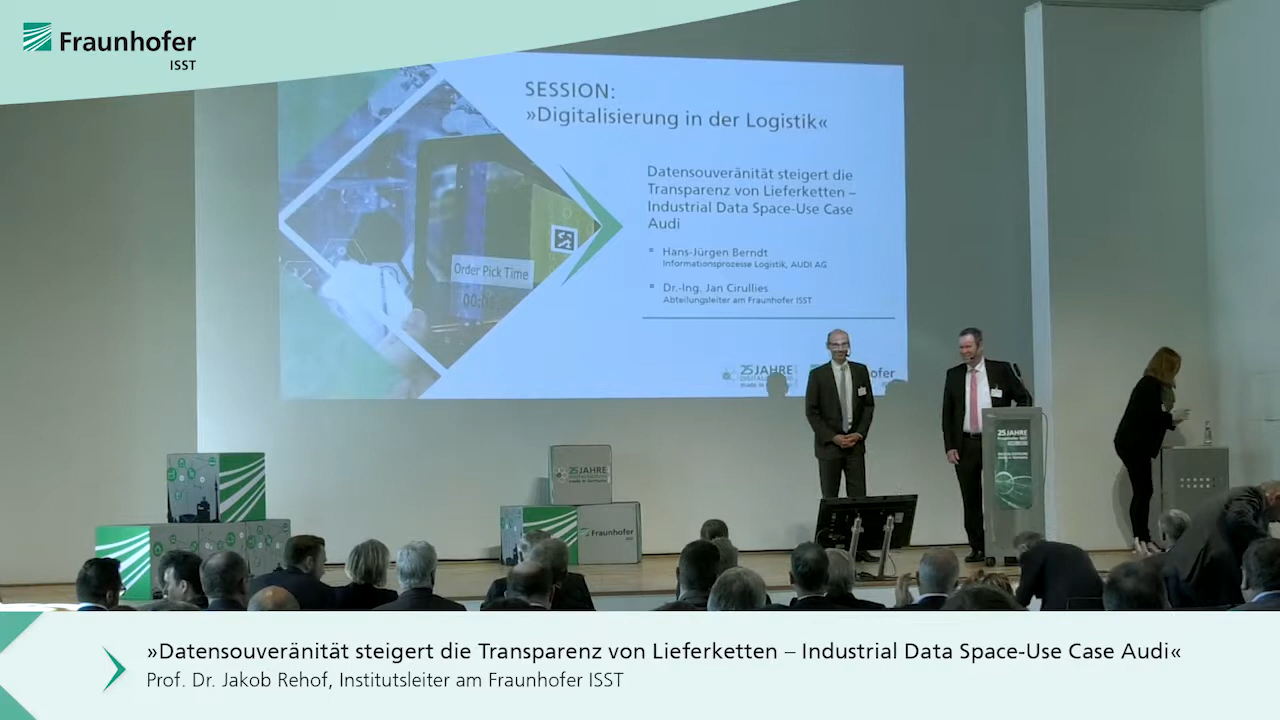 Fraunhofer
ISST
SESSION:
»Digitalisierung in der Logistik«
Datensouveränität steigert die
Transparenz von Lieferketten –
Industrial Data Space-Use Case
Audi
Hans-Jürgen Berndt
Informationsprozesse Logistik, AUDI AG
Dr.-Ing. Jan Cirullies
Abteilungsleiter am Fraunhofer ISST
Order Pick Time
25 JAHRE
25 JAHRE
25 JAHRE
Fraunhofer
»Datensouveränität steigert die Transparenz von Lieferketten – Industrial Data Space-Use Case Audi«
Prof. Dr. Jakob Rehof, Institutsleiter am Fraunhofer ISST